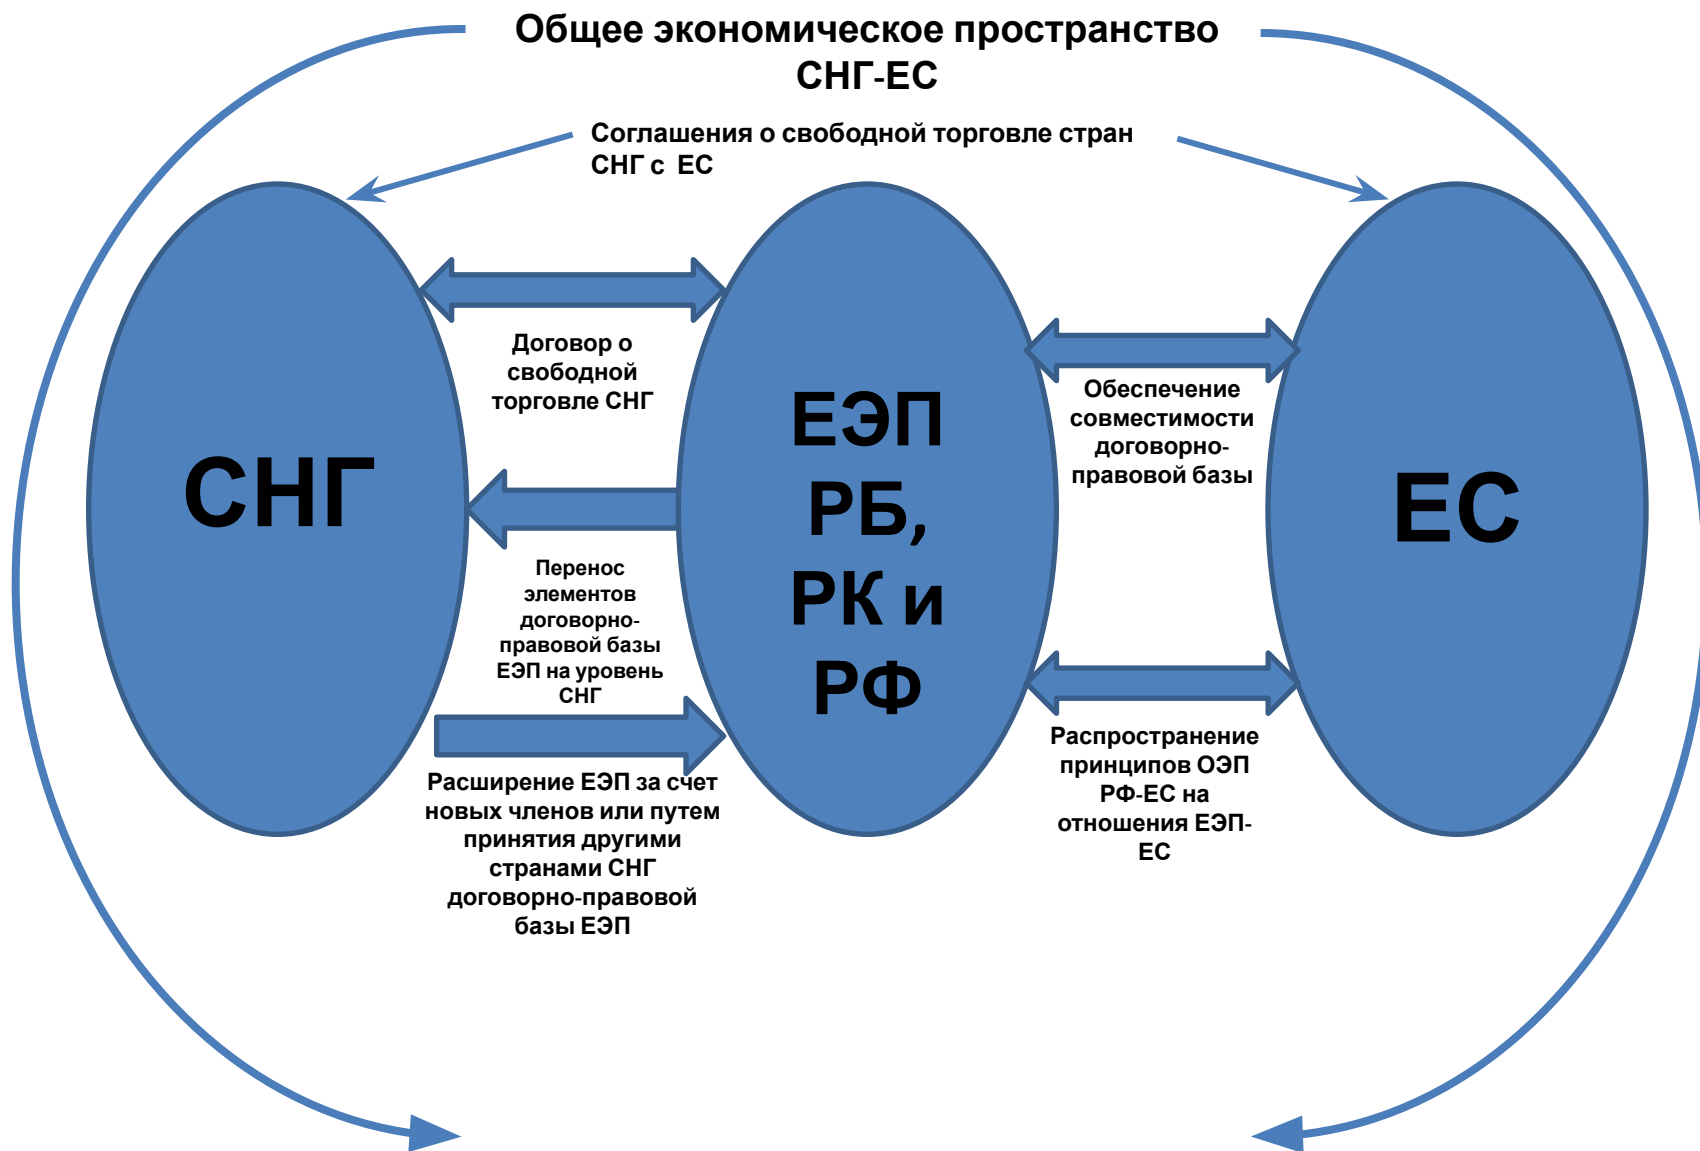 Общее экономическое пространство
СНГ-ЕС
Соглашения о свободной торговле стран
СНГ с ЕС
СНГ
Договор о
свободной
торговле СНГ
Перенос
элементов
договорно-
правовой базы
ЕЭП на уровень
СНГ
Расширение ЕЭП за счет
новых членов или путем
принятия другими
странами СНГ
договорно-правовой
базы ЕЭП
ЕЭП
РБ,
РК и
РФ
Обеспечение
совместимости
договорно-
правовой базы
Распространение
принципов ОЭП
РФ-ЕС на
отношения ЕЭП-
ЕС
ЕС